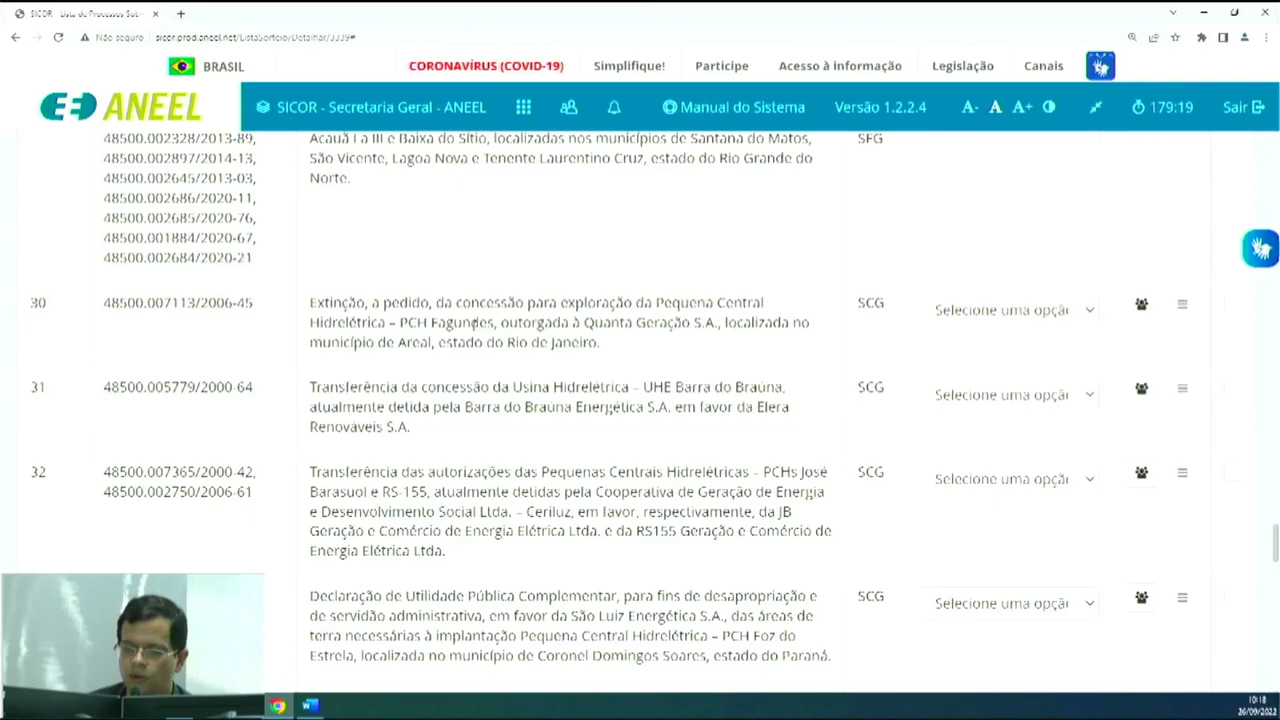 SICOR - Lista de Processos Sub
Não seguro
sicor.prod.aneel.net/ListaSorteio/Detalhar/3339#
BRASIL
CORONAVÍRUS (COVID-19)
Simplifique!
Participe
Acesso à informação
Legislação
Canais
ANEEL
SICOR - Secretaria Geral - ANEEL
Manual do Sistema
Versão 1.2.2.4
A-
A
A+
179:19
Sair
48500.002328/2013-89,
48500.002897/2014-13,
48500.002645/2013-03,
48500.002686/2020-11,
48500.002685/2020-76,
48500.001884/2020-67,
48500.002684/2020-21
Acauã I a III e Baixa do Sítio, localizadas nos municípios de Santana do Matos,
São Vicente, Lagoa Nova e Tenente Laurentino Cruz, estado do Rio Grande do
Norte.
SFG
30
48500.007113/2006-45
Extinção, a pedido, da concessão para exploração da Pequena Central
Hidrelétrica – PCH Fagundes, outorgada à Quanta Geração S.A., localizada no
município de Areal, estado do Rio de Janeiro.
SCG
Selecione uma opçã
31
48500.005779/2000-64
Transferência da concessão da Usina Hidrelétrica – UHE Barra do Braúna,
atualmente detida pela Barra do Braúna Energética S.A. em favor da Elera
Renováveis S.A.
SCG
Selecione uma opçã
32
48500.007365/2000-42,
48500.002750/2006-61
Transferência das autorizações das Pequenas Centrais Hidrelétricas – PCHs José
Barasuol e RS-155, atualmente detidas pela Cooperativa de Geração de Energia
e Desenvolvimento Social Ltda. – Ceriluz, em favor, respectivamente, da JB
Geração e Comércio de Energia Elétrica Ltda. e da RS155 Geração e Comércio de
Energia Elétrica Ltda.
SCG
Selecione uma opçã
Declaração de Utilidade Pública Complementar, para fins de desapropriação e
de servidão administrativa, em favor da São Luiz Energética S.A., das áreas de
terra necessárias à implantação Pequena Central Hidrelétrica – PCH Foz do
Estrela, localizada no município de Coronel Domingos Soares, estado do Paraná.
SCG
Selecione uma opçã
10:18
26/09/2022